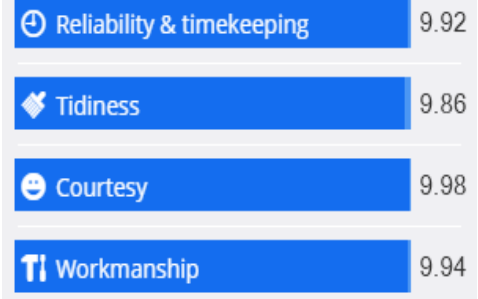 Reliability & timekeeping 9.92
Tidiness 9.86
Courtesy 9.98
Workmanship 9.94